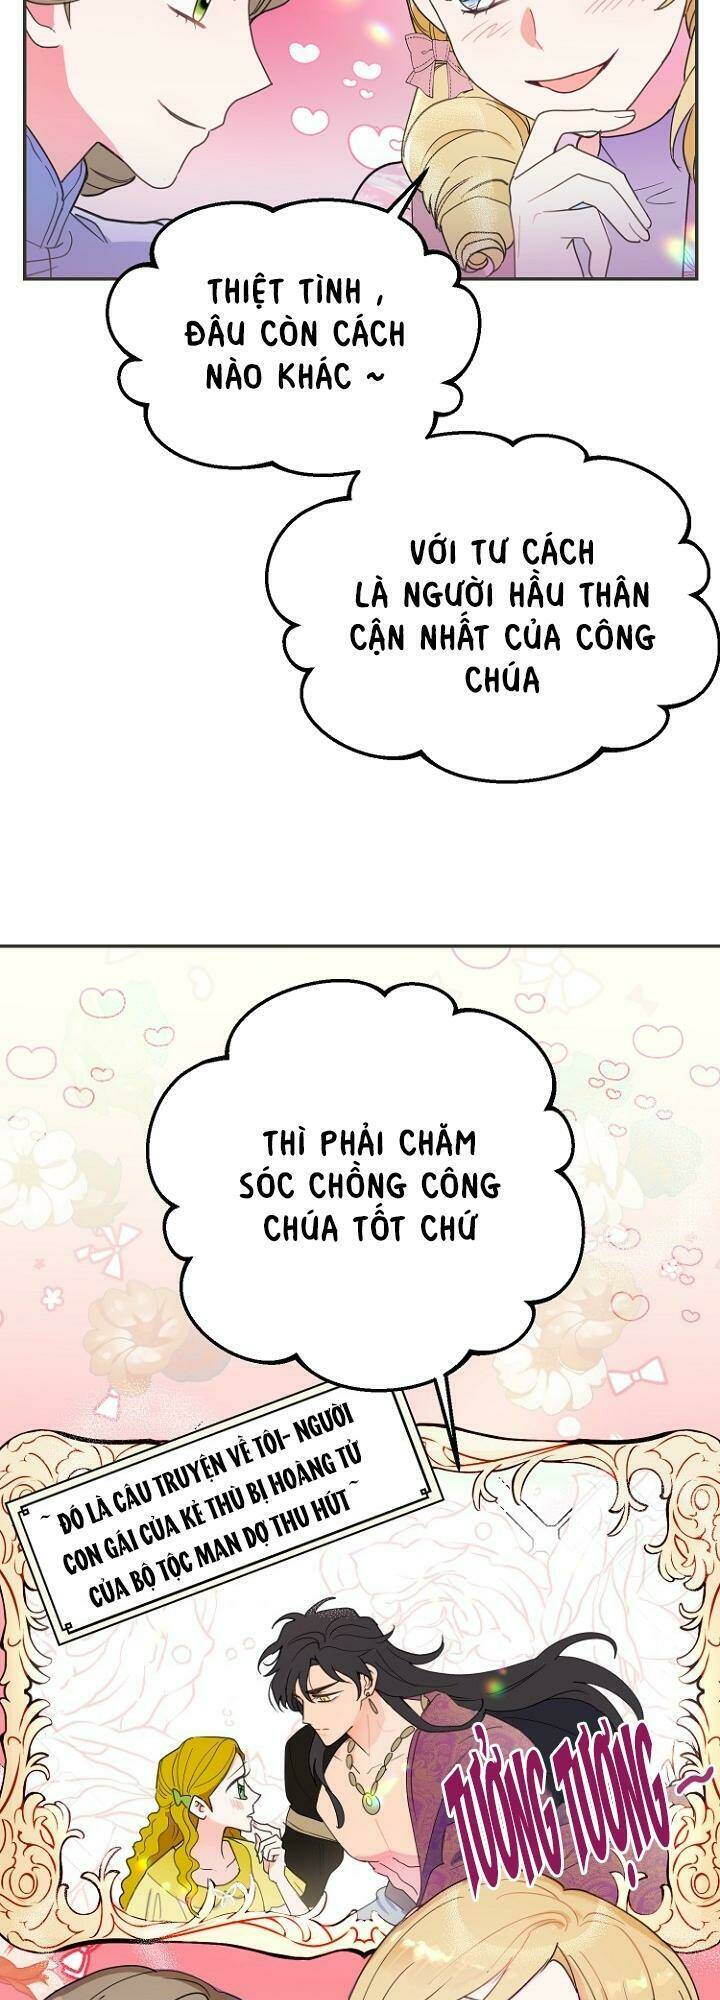 THIỆT TÌNH ,
ĐÂU CÒN CÁCH
NÀO KHÁC ~
VỚI TƯ CÁCH
LÀ NGƯỜI HẦU THÂN
CẬN NHẤT CỦA CÔNG
CHÚA
THÌ PHẢI CHĂM
SÓC CHỒNG CÔNG
CHÚA TỐT CHỨ
~ ĐÓ LÀ CÂU TRUYỆN VỀ TÔI- NGƯỜI
CON GÁI CỦA KẺ THÙ BỊ HOÀNG TỬ
CỦA BỘ TỘC MAN DỢ THU HÚT~
TƯỞNG TƯỢNG ~